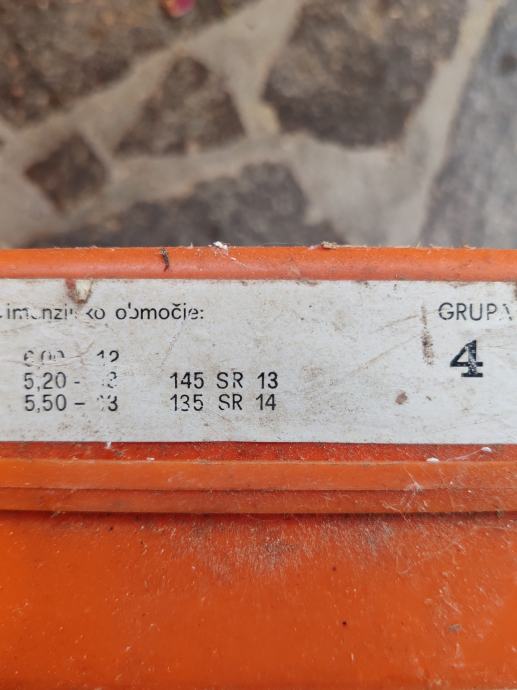 območje:
GRUPA
4
5,20 –
145 SR 13
5,50 –
135 SR 14